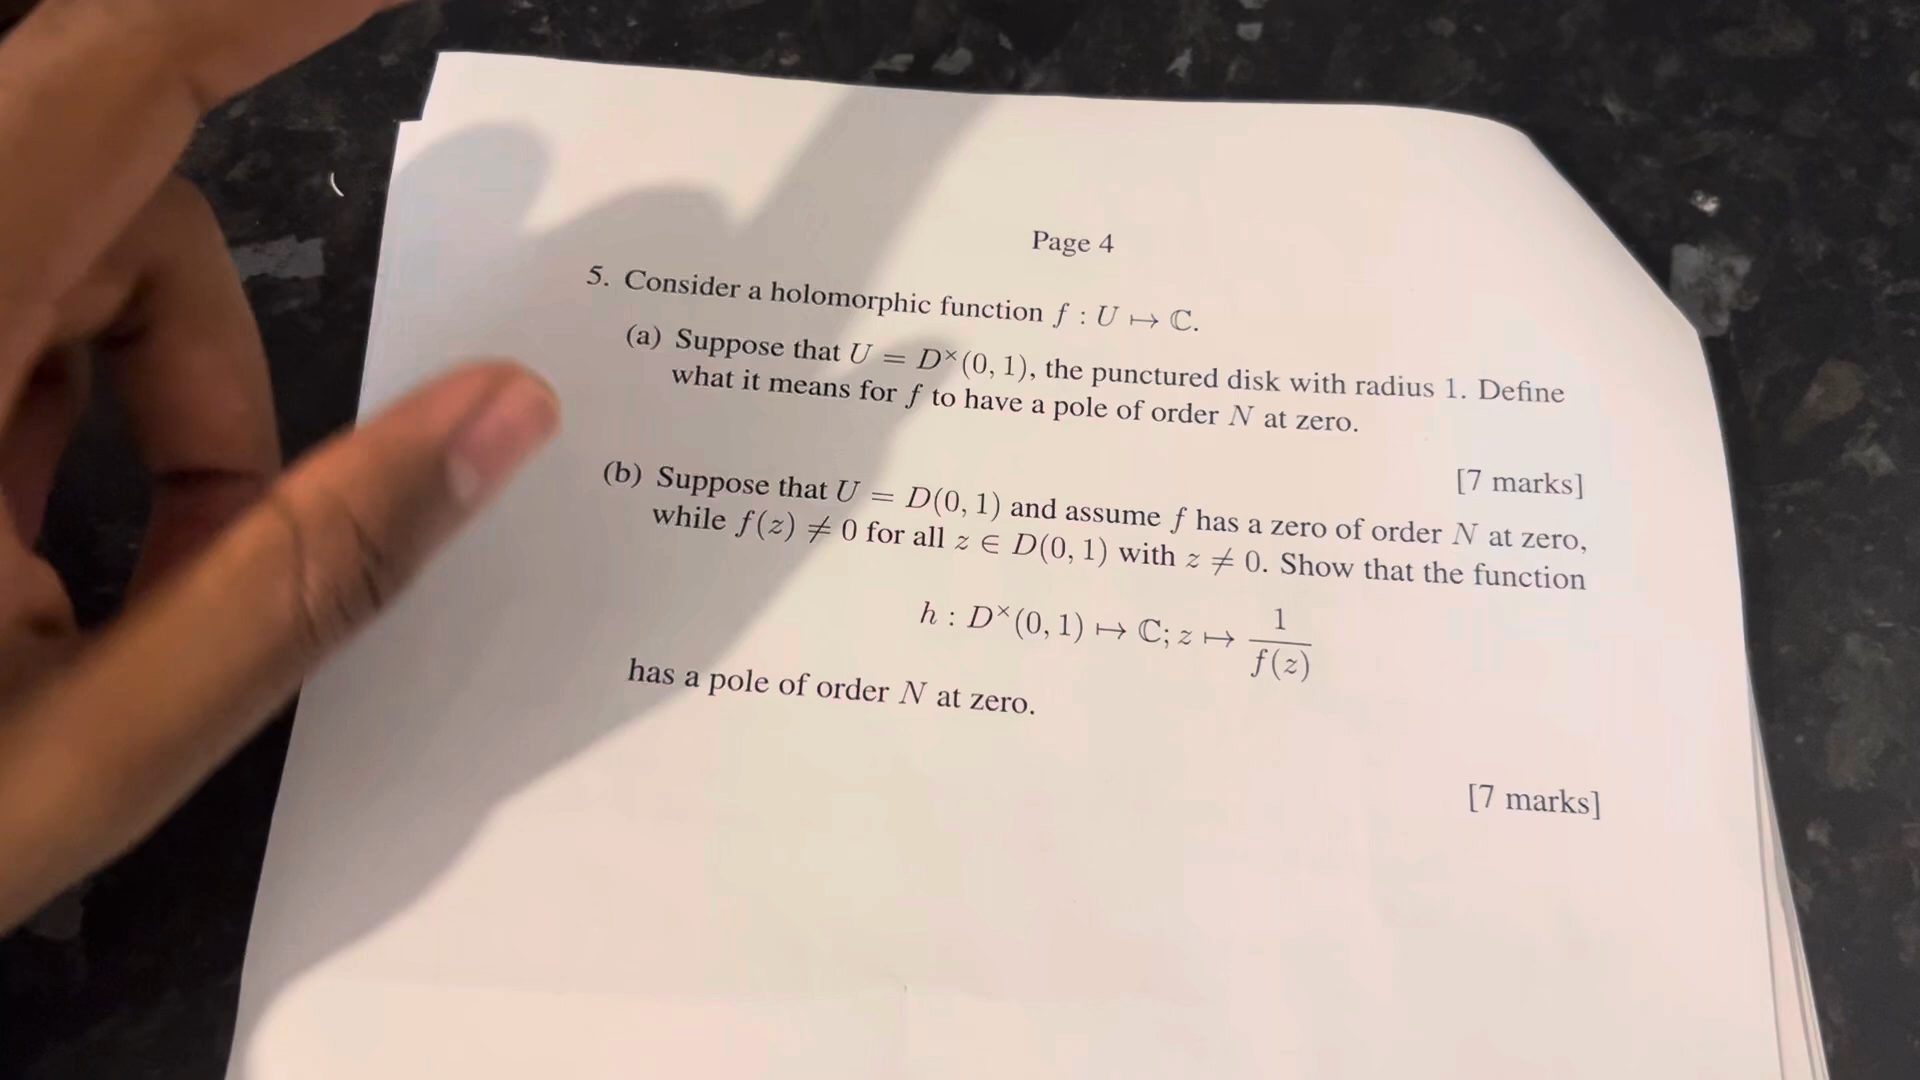 Page 4
5. Consider a holomorphic function f : U ↦ ℂ.
(a) Suppose that U = D×(0, 1), the punctured disk with radius 1. Define
what it means for f to have a pole of order N at zero.
[7 marks]
(b) Suppose that U = D(0, 1) and assume f has a zero of order N at zero,
while f(z) ≠ 0 for all z ∈ D(0, 1) with z ≠ 0. Show that the function
h : D×(0, 1) ↦ ℂ; z ↦ 1/f(z)
has a pole of order N at zero.
[7 marks]